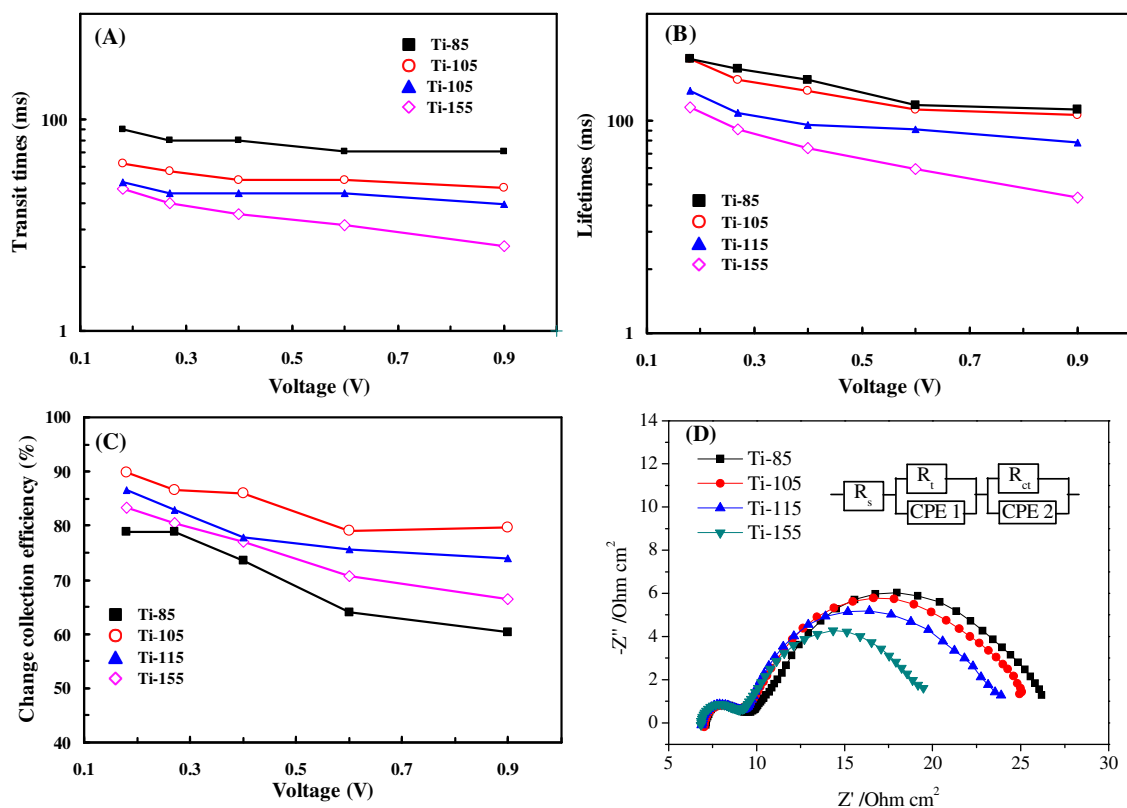 (A)
Ti-85
Ti-105
Ti-105
Ti-155
Transit times (ms)
100
1
0.1 0.3 0.5 0.7 0.9
Voltage (V)
(B)
Lifetimes (ms)
100
1
Ti-85
Ti-105
Ti-115
Ti-155
0.1 0.3 0.5 0.7 0.9
Voltage (V)
(C)
Change collection efficiency (%)
100
90
80
70
60
50
40
Ti-85
Ti-105
Ti-115
Ti-155
0.1 0.3 0.5 0.7 0.9
Voltage (V)
(D)
-Z'' /Ohm cm2
14
12
10
8
6
4
2
0
Ti-85
Ti-105
Ti-115
Ti-155
Rs
Rt
CPE 1
Rct
CPE 2
5 10 15 20 25 30
Z' /Ohm cm2